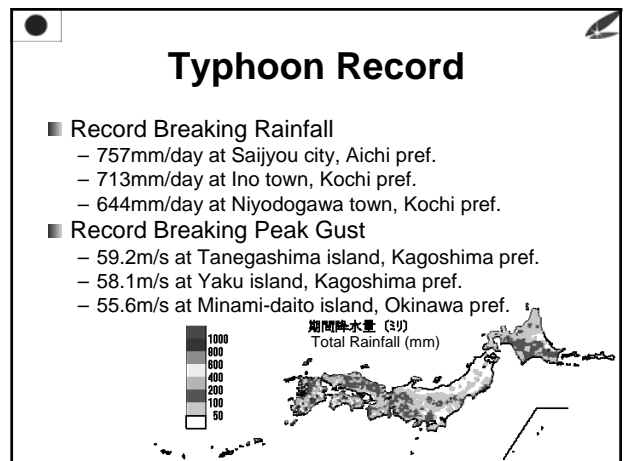 Typhoon Record
Record Breaking Rainfall
– 757mm/day at Saijyou city, Aichi pref.
– 713mm/day at Ino town, Kochi pref.
– 644mm/day at Niyodogawa town, Kochi pref.
Record Breaking Peak Gust
– 59.2m/s at Tanegashima island, Kagoshima pref.
– 58.1m/s at Yaku island, Kagoshima pref.
– 55.6m/s at Minami-daito island, Okinawa pref.
期間降水量 (ミリ)
Total Rainfall (mm)
1000
800
600
400
200
100
50